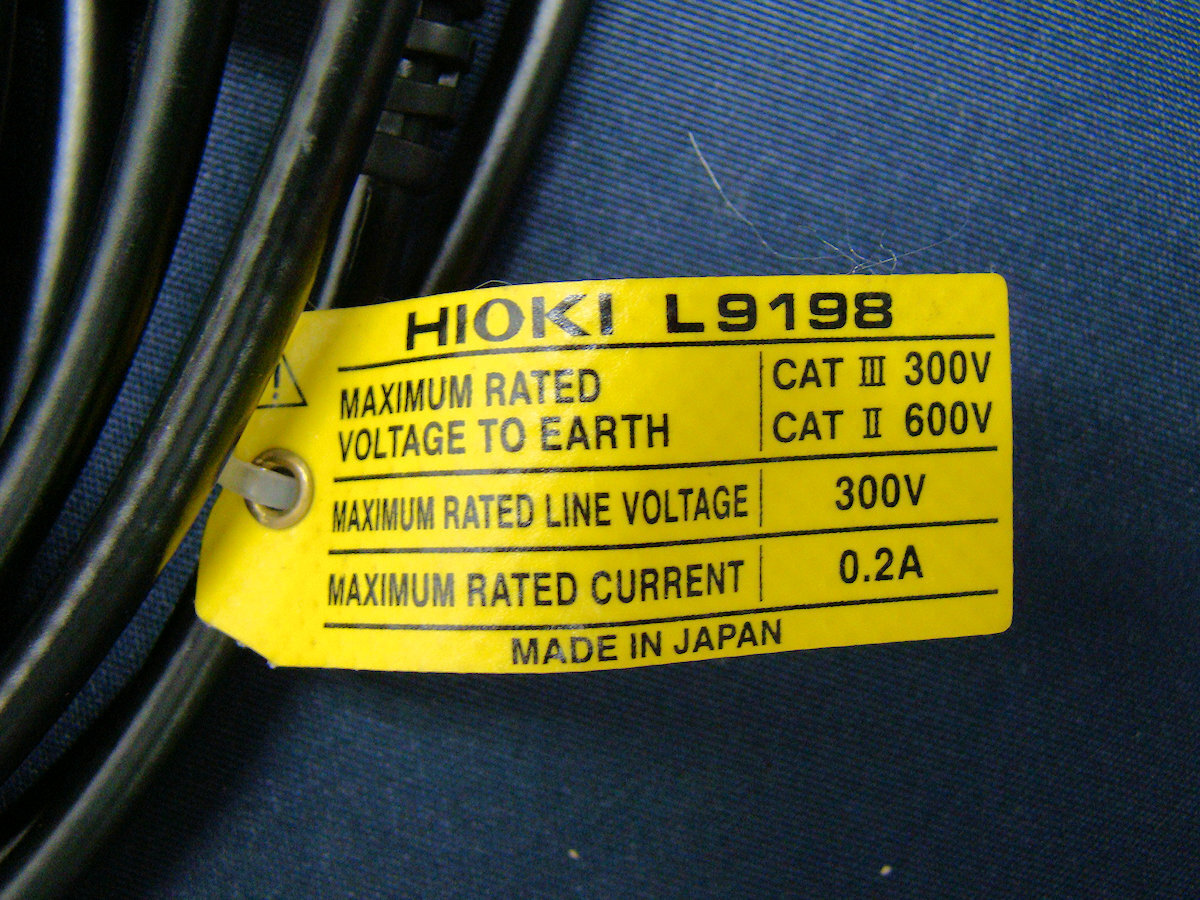 HIOKI L9198
MAXIMUM RATED
VOLTAGE TO EARTH
CAT Ⅲ 300V
CAT Ⅱ 600V
MAXIMUM RATED LINE VOLTAGE 300V
MAXIMUM RATED CURRENT 0.2A
MADE IN JAPAN